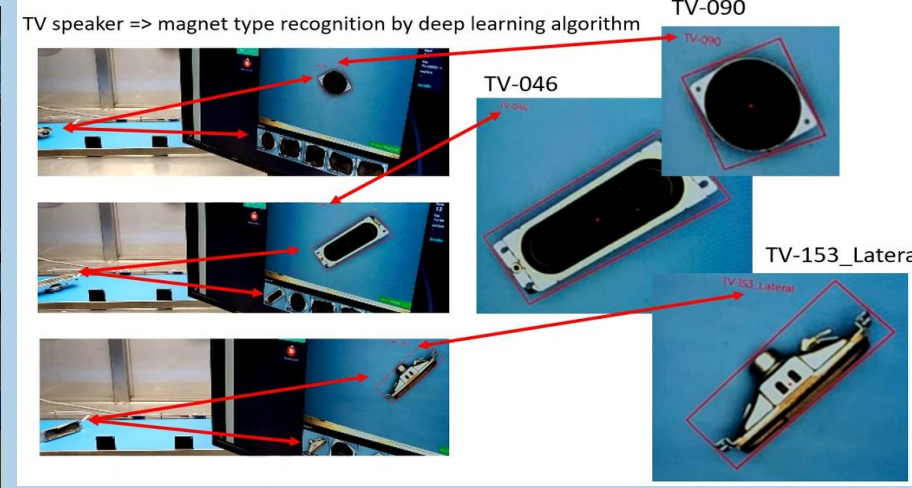 TV-090
TV speaker => magnet type recognition by deep learning algorithm
TV-090
TV-046
TV-046
TV-153_Latera
TV-153_Lateral